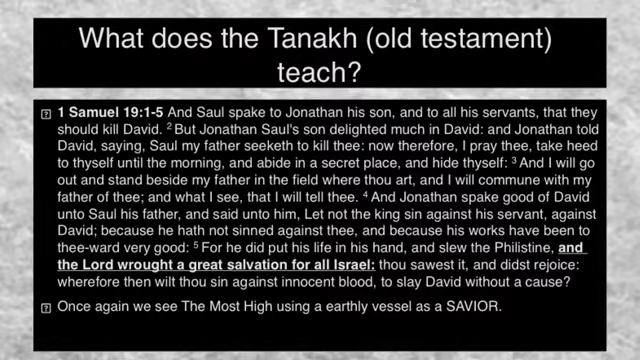 What does the Tanakh (old testament)
teach?
1 Samuel 19:1-5 And Saul spake to Jonathan his son, and to all his servants, that they
should kill David. 2 But Jonathan Saul's son delighted much in David: and Jonathan told
David, saying, Saul my father seeketh to kill thee: now therefore, I pray thee, take heed
to thyself until the morning, and abide in a secret place, and hide thyself: 3 And I will go
out and stand beside my father in the field where thou art, and I will commune with my
father of thee; and what I see, that I will tell thee. 4 And Jonathan spake good of David
unto Saul his father, and said unto him, Let not the king sin against his servant, against
David; because he hath not sinned against thee, and because his works have been to
thee-ward very good: 5 For he did put his life in his hand, and slew the Philistine, and
the Lord wrought a great salvation for all Israel: thou sawest it, and didst rejoice:
wherefore then wilt thou sin against innocent blood, to slay David without a cause?
Once again we see The Most High using a earthly vessel as a SAVIOR.